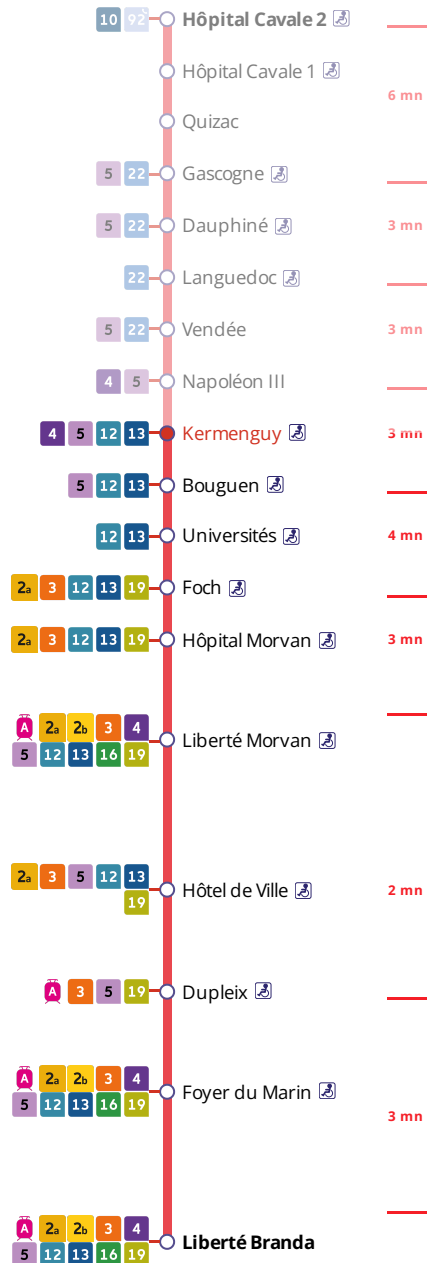 10 92 Hôpital Cavale 2
Hôpital Cavale 1
6 mn
Quizac
5 22 Gascogne
5 22 Dauphiné 3 mn
22 Languedoc
5 22 Vendée 3 mn
4 5 Napoléon III
4 5 12 13 Kermenguy 3 mn
5 12 13 Bouguen
12 13 Universités 4 mn
2a 3 12 13 19 Foch
2a 3 12 13 19 Hôpital Morvan 3 mn
A 2a 2b 3 4
Liberté Morvan
5 12 13 16 19
2a 3 5 12 13
Hôtel de Ville 2 mn
19
A 3 5 19 Dupleix
A 2a 2b 3 4
Foyer du Marin
5 12 13 16 19
3 mn
A 2a 2b 3 4
Liberté Branda
5 12 13 16 19